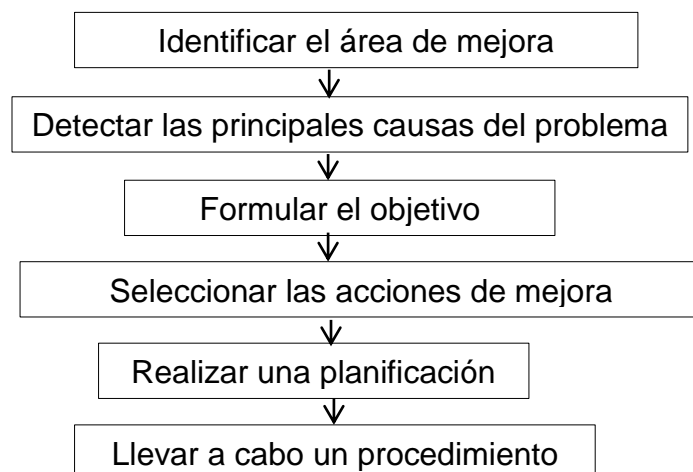 Identificar el área de mejora
Detectar las principales causas del problema
Formular el objetivo
Seleccionar las acciones de mejora
Realizar una planificación
Llevar a cabo un procedimiento